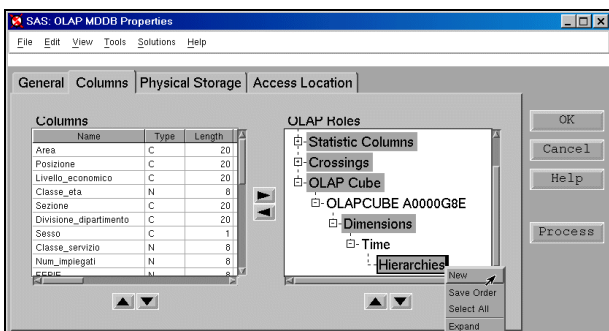 SAS: OLAP MDDB Properties
File Edit View Tools Solutions Help
General Columns Physical Storage Access Location
Columns
Name Type Length
Area C 20
Posizione C 20
Livello_economico C 20
Classe_eta N 8
Sezione C 20
Divisione_dipartimento C 20
Sesso C 1
Classe_servizio N 8
Num_impiegati N 8
OLAP Roles
Statistic Columns
Crossings
OLAP Cube
OLAPCUBE A0000G8E
Dimensions
Time
Hierarchies
New
Save Order
Select All
Expand
OK
Cancel
Help
Process